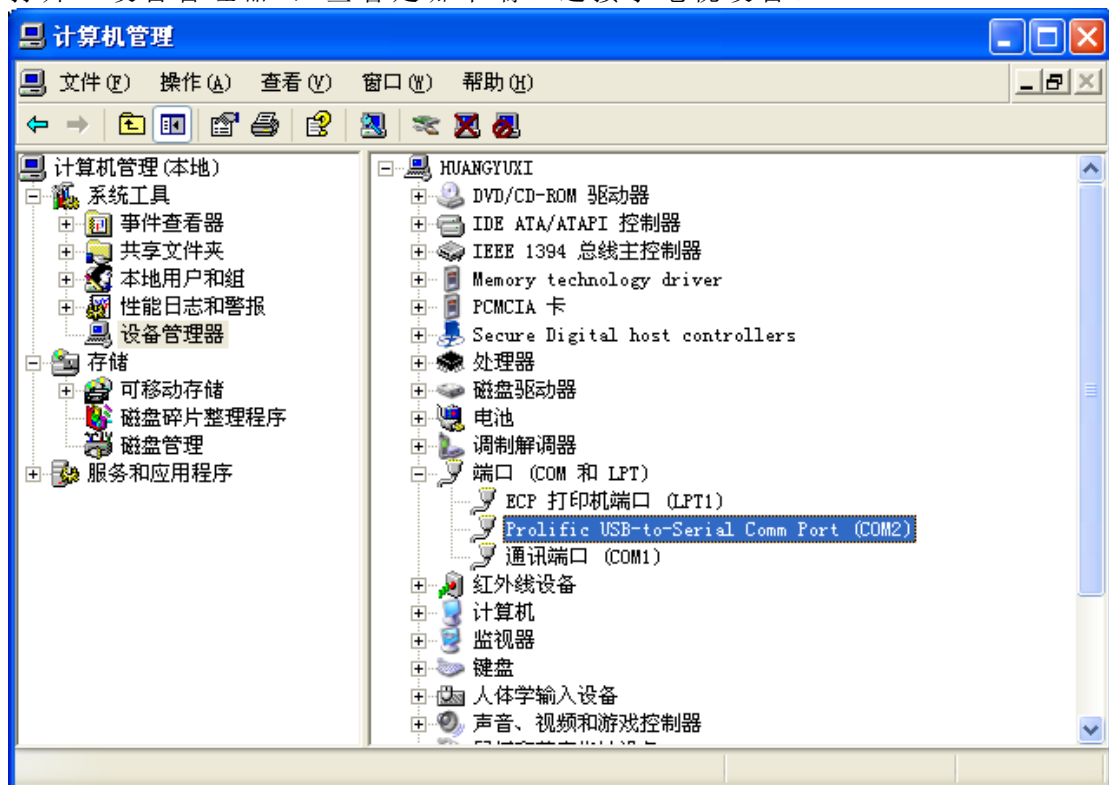 计算机管理
文件(F) 操作(A) 查看(V) 窗口(W) 帮助(H)
计算机管理(本地)
系统工具
事件查看器
共享文件夹
本地用户和组
性能日志和警报
设备管理器
存储
可移动存储
磁盘碎片整理程序
磁盘管理
服务和应用程序
HUANGYUXI
DVD/CD-ROM 驱动器
IDE ATA/ATAPI 控制器
IEEE 1394 总线主控制器
Memory technology driver
PCMCIA 卡
Secure Digital host controllers
处理器
磁盘驱动器
电池
调制解调器
端口 (COM 和 LPT)
ECP 打印机端口 (LPT1)
Prolific USB-to-Serial Comm Port (COM2)
通讯端口 (COM1)
红外线设备
计算机
监视器
键盘
人体学输入设备
声音、视频和游戏控制器